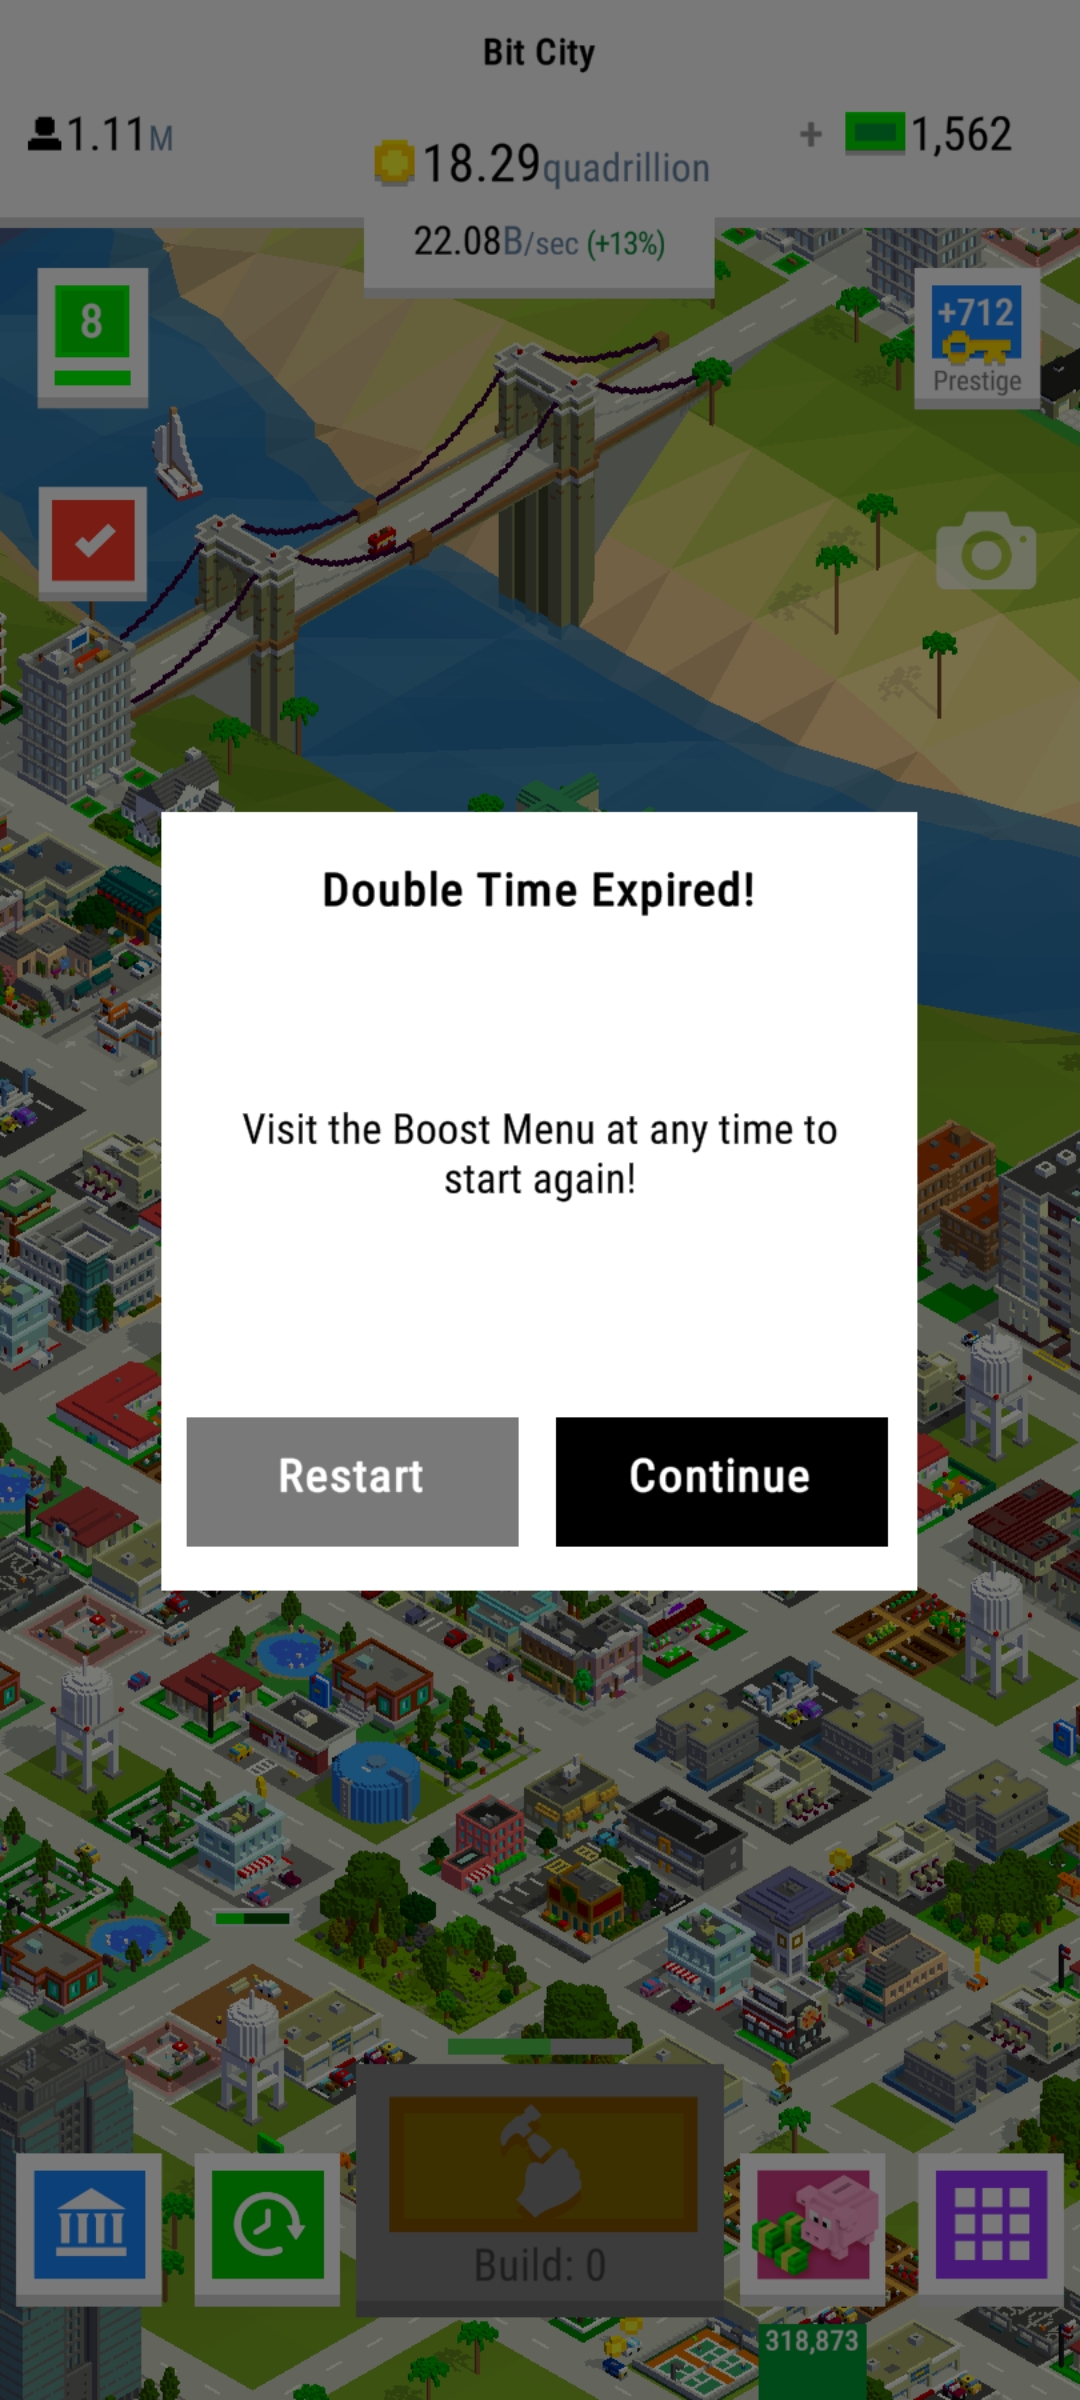 Bit City
1.11M
18.29quadrillion
+ 1,562
22.08B/sec (+13%)
8
+712
Prestige
Double Time Expired!
Visit the Boost Menu at any time to
start again!
Restart
Continue
Build: 0
318,873